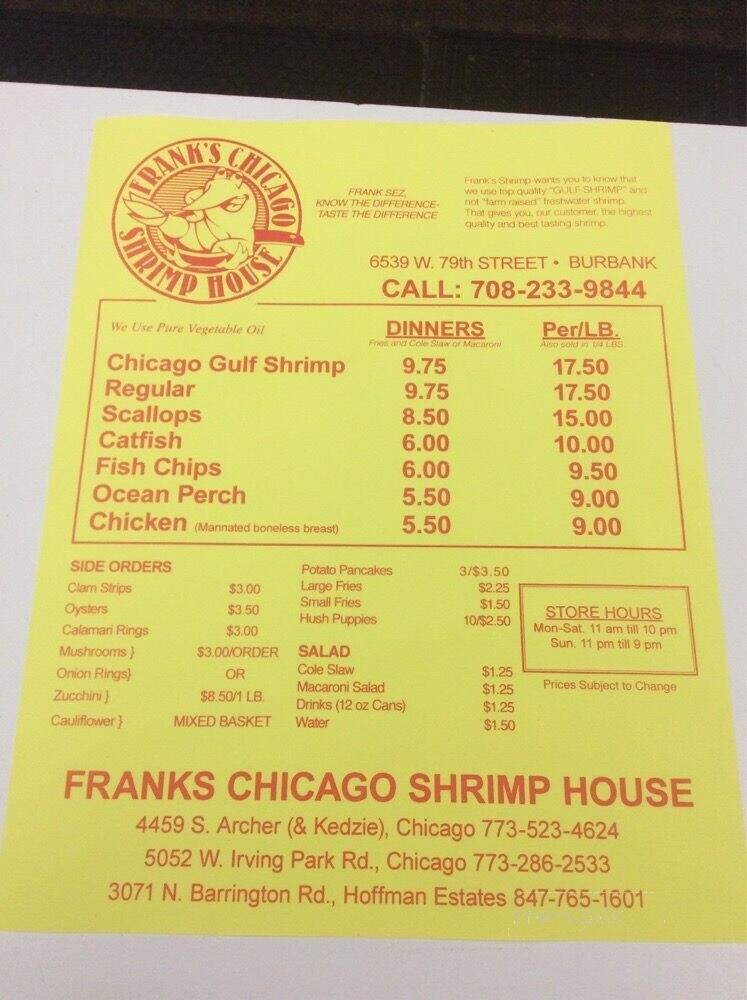 FRANK'S CHICAGO
SHRIMP HOUSE
FRANK SEZ,
KNOW THE DIFFERENCE-
TASTE THE DIFFERENCE
Frank's Shrimp wants you to know that
we use top quality "GULF SHRIMP" and
not "farm raised" freshwater shrimp.
That gives you, our customer, the highest
quality and best tasting shrimp.
6539 W. 79th STREET • BURBANK
CALL: 708-233-9844
We Use Pure Vegetable Oil DINNERS Per/LB.
Fries and Cole Slaw or Macaroni Also sold in 1/4 LBS.
Chicago Gulf Shrimp 9.75 17.50
Regular 9.75 17.50
Scallops 8.50 15.00
Catfish 6.00 10.00
Fish Chips 6.00 9.50
Ocean Perch 5.50 9.00
Chicken (Mannated boneless breast) 5.50 9.00
SIDE ORDERS
Clam Strips $3.00
Oysters $3.50
Calamari Rings $3.00
Mushrooms } $3.00/ORDER
Onion Rings} OR
Zucchini } $8.50/1 LB.
Cauliflower } MIXED BASKET
Potato Pancakes 3/$3.50
Large Fries $2.25
Small Fries $1.50
Hush Puppies 10/$2.50
SALAD
Cole Slaw $1.25
Macaroni Salad $1.25
Drinks (12 oz Cans) $1.25
Water $1.50
STORE HOURS
Mon-Sat. 11 am till 10 pm
Sun. 11 pm till 9 pm
Prices Subject to Change
FRANKS CHICAGO SHRIMP HOUSE
4459 S. Archer (& Kedzie), Chicago 773-523-4624
5052 W. Irving Park Rd., Chicago 773-286-2533
3071 N. Barrington Rd., Hoffman Estates 847-765-1601